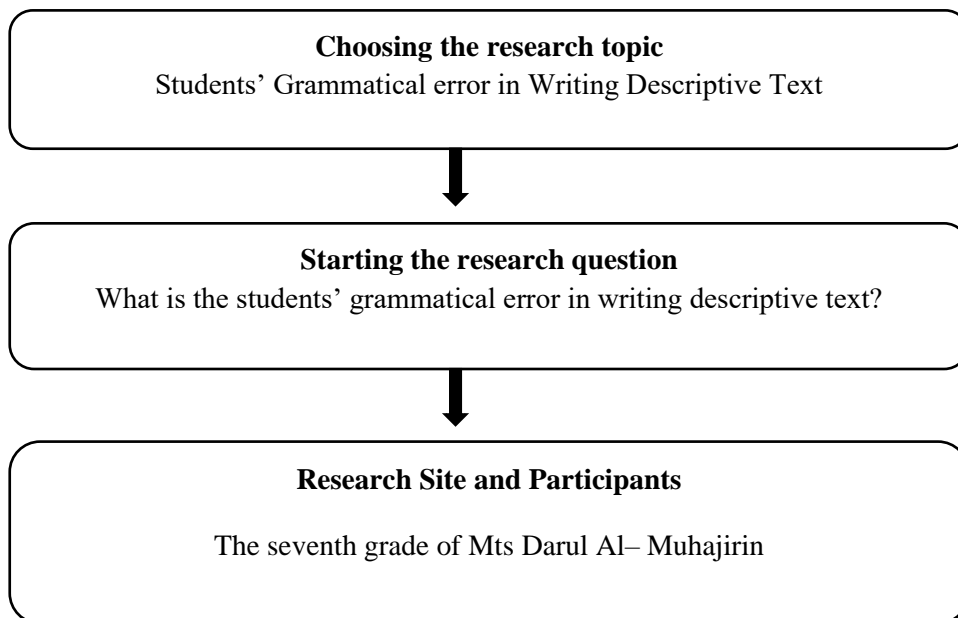 Choosing the research topic
Students’ Grammatical error in Writing Descriptive Text
Starting the research question
What is the students’ grammatical error in writing descriptive text?
Research Site and Participants
The seventh grade of Mts Darul Al– Muhajirin